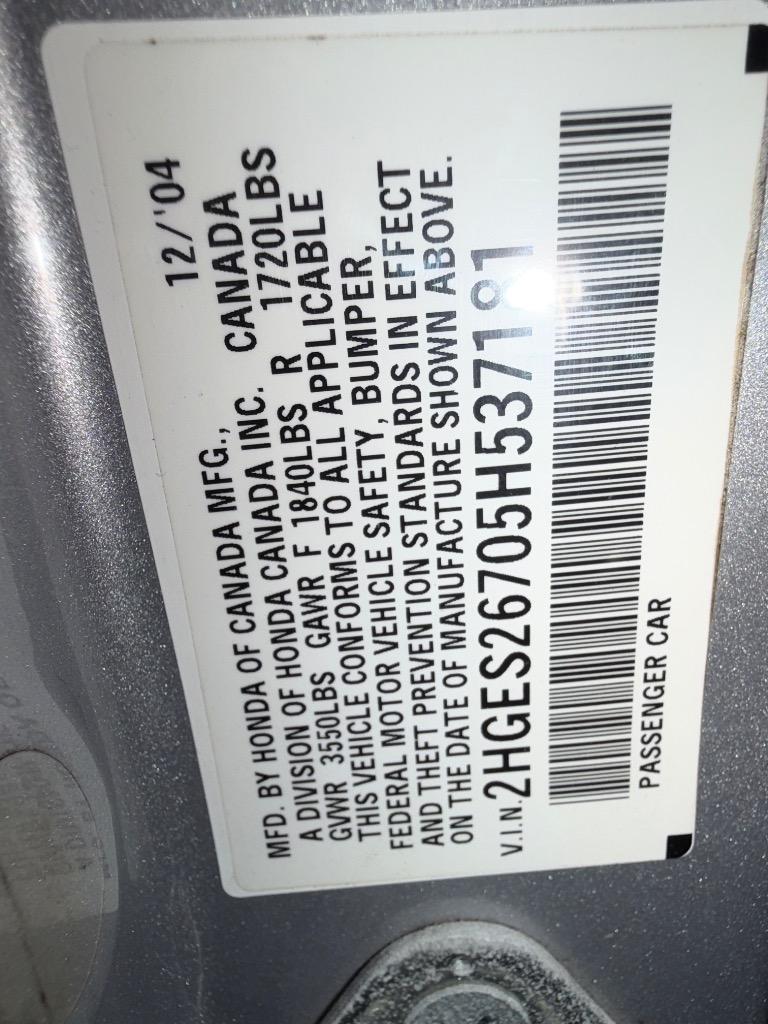 12/'04
MFD. BY HONDA OF CANADA MFG.,
A DIVISION OF HONDA CANADA INC. CANADA
GVWR 3550LBS GAWR F 1840LBS R 1720LBS
THIS VEHICLE CONFORMS TO ALL APPLICABLE
FEDERAL MOTOR VEHICLE SAFETY, BUMPER,
AND THEFT PREVENTION STANDARDS IN EFFECT
ON THE DATE OF MANUFACTURE SHOWN ABOVE.
V.I.N. 2HGES26705H537181
PASSENGER CAR